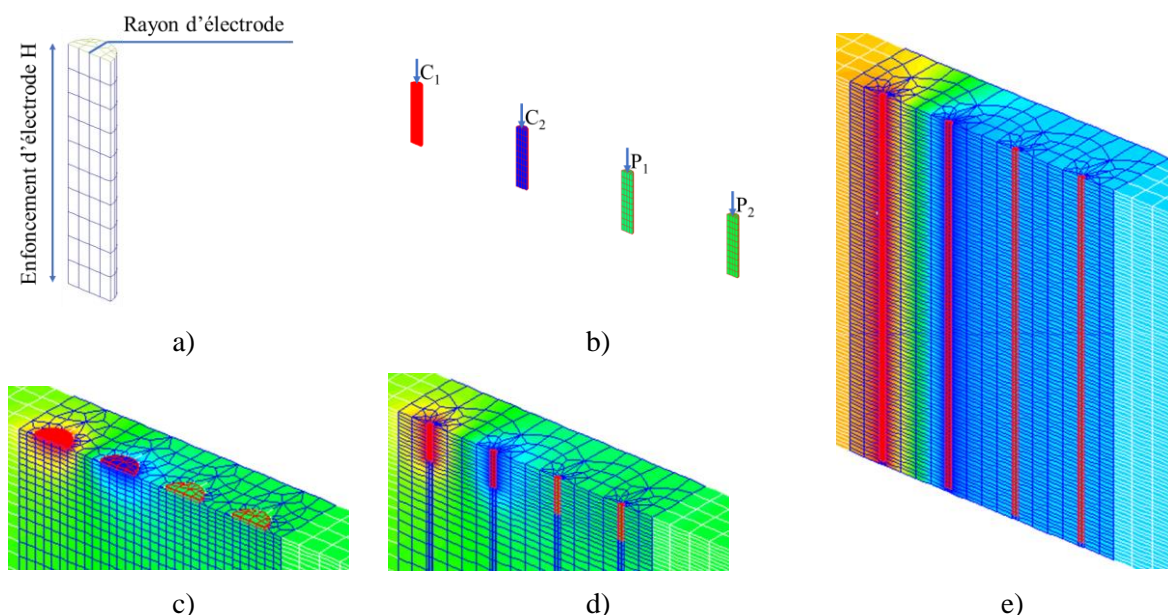 Rayon d'électrode
Enfoncement d'électrode H
C₁
C₂
P₁
P₂
a)
b)
c)
d)
e)